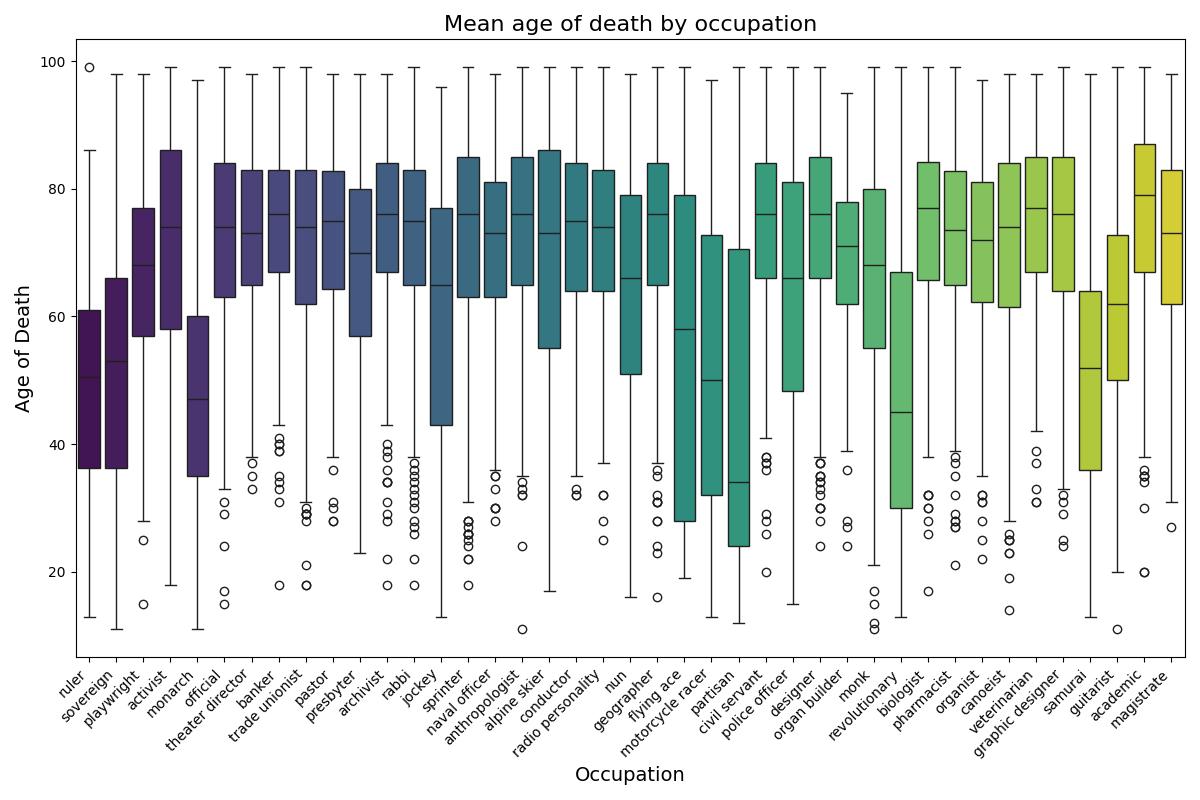 Mean age of death by occupation
Age of Death
100
80
60
40
20
ruler
sovereign
playwright
activist
monarch
official
theater director
banker
trade unionist
pastor
presbyter
archivist
rabbi
jockey
sprinter
naval officer
anthropologist
alpine skier
conductor
radio personality
nun
geographer
flying ace
motorcycle racer
partisan
civil servant
police officer
designer
organ builder
monk
revolutionary
biologist
pharmacist
organist
canoeist
veterinarian
graphic designer
samurai
guitarist
academic
magistrate
Occupation